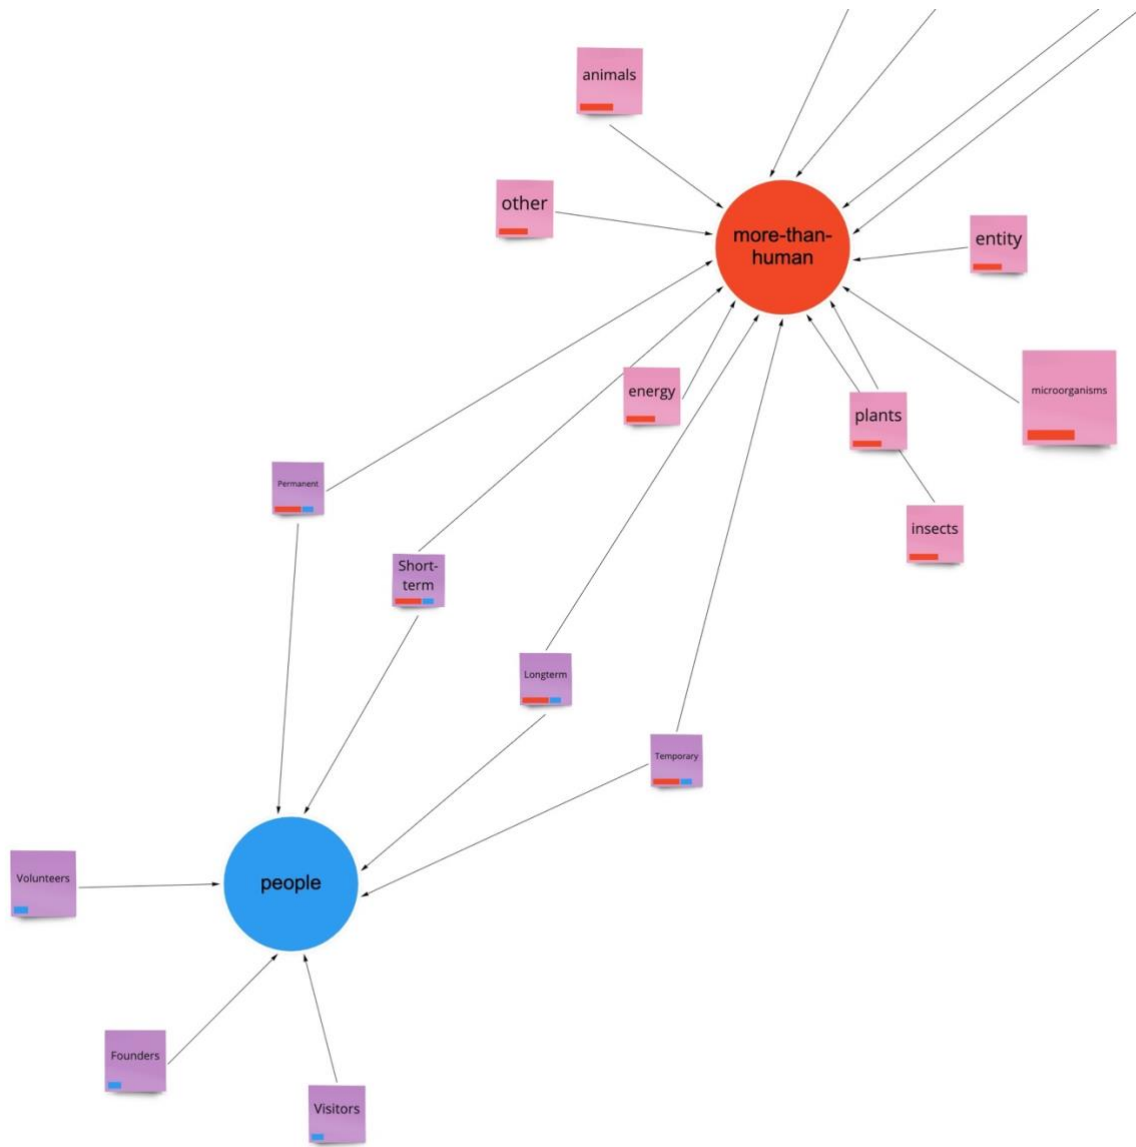 animals
other
more-than-
human
entity
energy
microorganisms
plants
Permanent
insects
Short-
term
Longterm
Temporary
Volunteers
people
Founders
Visitors